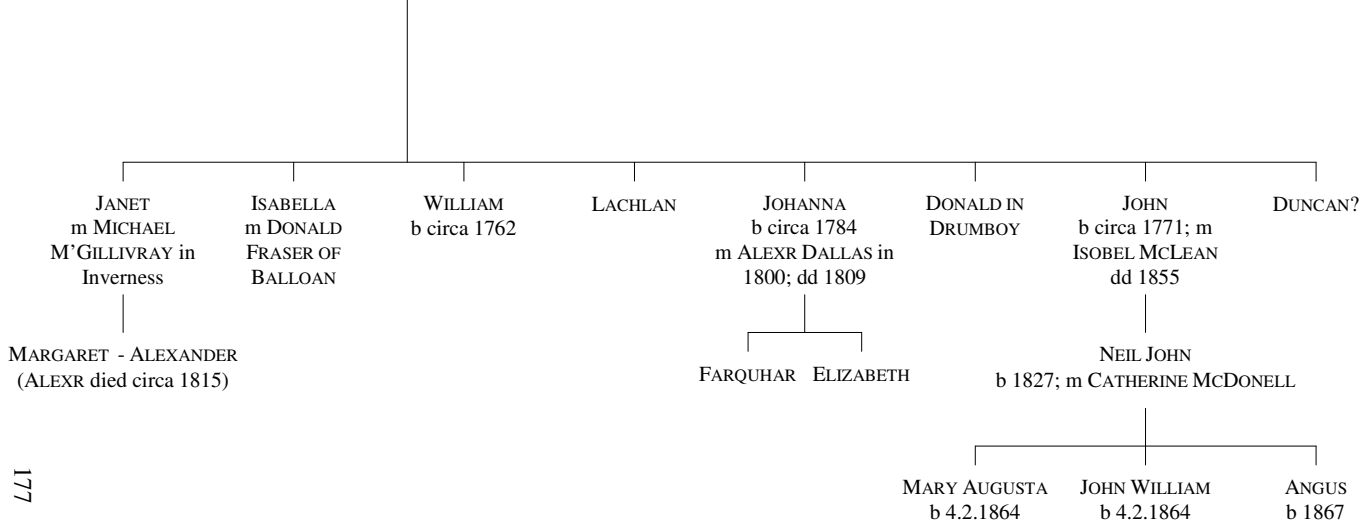 JANET
m MICHAEL
M'GILLIVRAY in
Inverness
ISABELLA
m DONALD
FRASER OF
BALLOAN
WILLIAM
b circa 1762
LACHLAN
JOHANNA
b circa 1784
m ALEXR DALLAS in
1800; dd 1809
DONALD IN
DRUMBOY
JOHN
b circa 1771; m
ISOBEL MCLEAN
dd 1855
DUNCAN?
MARGARET - ALEXANDER
(ALEXR died circa 1815)
FARQUHAR ELIZABETH
NEIL JOHN
b 1827; m CATHERINE MCDONELL
MARY AUGUSTA
b 4.2.1864
JOHN WILLIAM
b 4.2.1864
ANGUS
b 1867
177